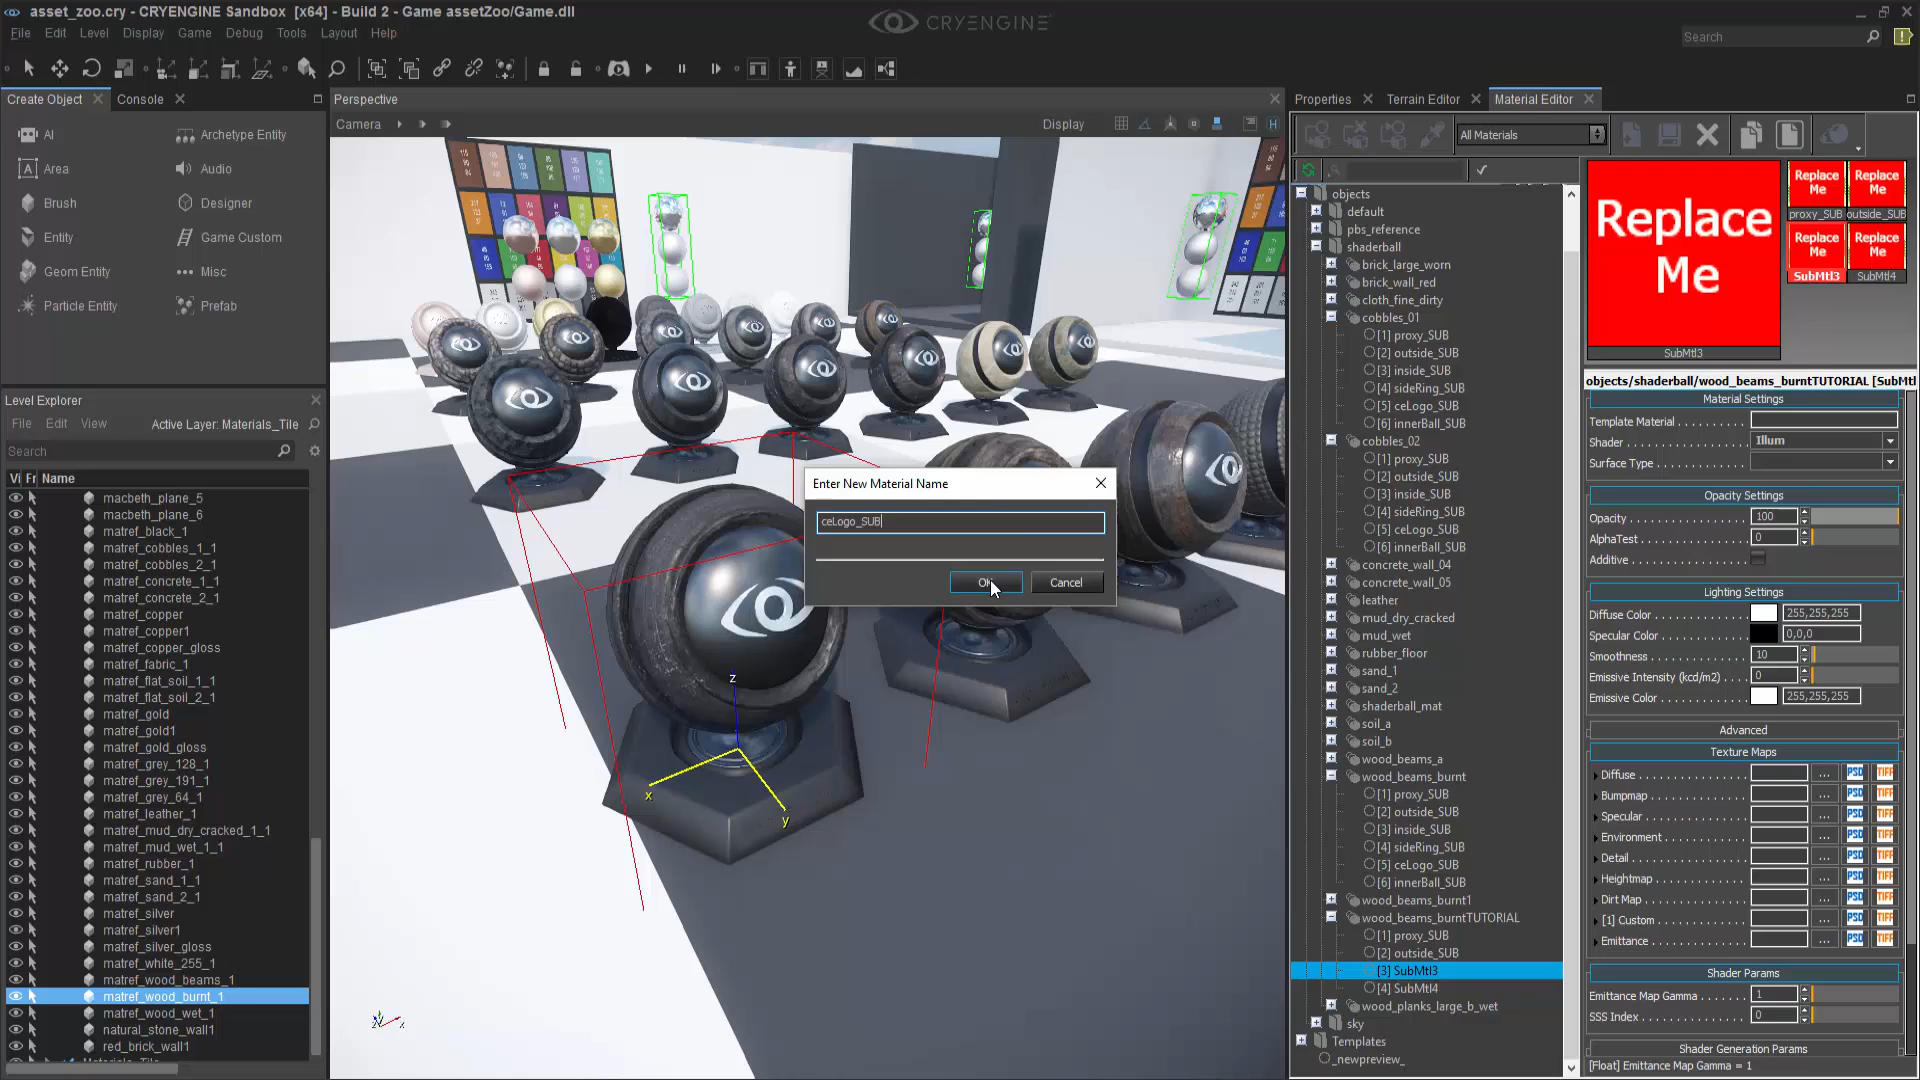 asset_zoo.cry - CRYENGINE Sandbox [x64] - Build 2 - Game assetZoo/Game.dll
CRYENGINE
File Edit Level Display Game Debug Tools Layout Help
Search
Create Object
Console
AI
Archetype Entity
Area
Audio
Brush
Designer
Entity
Game Custom
Geom Entity
Misc
Particle Entity
Prefab
Level Explorer
File Edit View Active Layer: Materials_Tile
Search
Vi Fr Name
macbeth_plane_5
macbeth_plane_6
matref_black_1
matref_cobbles_1_1
matref_cobbles_2_1
matref_concrete_1_1
matref_concrete_2_1
matref_copper
matref_copper1
matref_copper_gloss
matref_fabric_1
matref_flat_soil_1_1
matref_flat_soil_2_1
matref_gold
matref_gold1
matref_gold_gloss
matref_grey_128_1
matref_grey_191_1
matref_grey_64_1
matref_leather_1
matref_mud_dry_cracked_1_1
matref_mud_wet_1_1
matref_rubber_1
matref_sand_1_1
matref_sand_2_1
matref_silver
matref_silver1
matref_silver_gloss
matref_white_255_1
matref_wood_beams_1
matref_wood_burnt_1
matref_wood_wet_1
natural_stone_wall1
red_brick_wall1
Materials_Tile
Perspective
Camera
Display
z
x
y
Enter New Material Name
ceLogo_SUB
Ok
Cancel
Properties
Terrain Editor
Material Editor
All Materials
objects
default
pbs_reference
shaderball
brick_large_worn
brick_wall_red
cloth_fine_dirty
cobbles_01
[1] proxy_SUB
[2] outside_SUB
[3] inside_SUB
[4] sideRing_SUB
[5] ceLogo_SUB
[6] innerBall_SUB
cobbles_02
[1] proxy_SUB
[2] outside_SUB
[3] inside_SUB
[4] sideRing_SUB
[5] ceLogo_SUB
[6] innerBall_SUB
concrete_wall_04
concrete_wall_05
leather
mud_dry_cracked
mud_wet
rubber_floor
sand_1
sand_2
shaderball_mat
soil_a
soil_b
wood_beams_a
wood_beams_burnt
[1] proxy_SUB
[2] outside_SUB
[3] inside_SUB
[4] sideRing_SUB
[5] ceLogo_SUB
[6] innerBall_SUB
wood_beams_burnt1
wood_beams_burntTUTORIAL
[1] proxy_SUB
[2] outside_SUB
[3] SubMtl3
[4] SubMtl4
wood_planks_large_b_wet
sky
Templates
_newpreview_
Replace
Me
SubMtl3
Replace
Me
proxy_SUB
Replace
Me
outside_SUB
Replace
Me
SubMtl3
Replace
Me
SubMtl4
objects/shaderball/wood_beams_burntTUTORIAL [SubMtl
Material Settings
Template Material
Shader Illum
Surface Type
Opacity Settings
Opacity 100
AlphaTest 0
Additive
Lighting Settings
Diffuse Color 255,255,255
Specular Color 0,0,0
Smoothness 10
Emissive Intensity (kcd/m2) 0
Emissive Color 255,255,255
Advanced
Texture Maps
Diffuse ... PSD TIFF
Bumpmap ... PSD TIFF
Specular ... PSD TIFF
Environment ... PSD TIFF
Detail ... PSD TIFF
Heightmap ... PSD TIFF
Dirt Map ... PSD TIFF
[1] Custom ... PSD TIFF
Emittance ... PSD TIFF
Shader Params
Emittance Map Gamma 1
SSS Index 0
Shader Generation Params
[Float] Emittance Map Gamma = 1